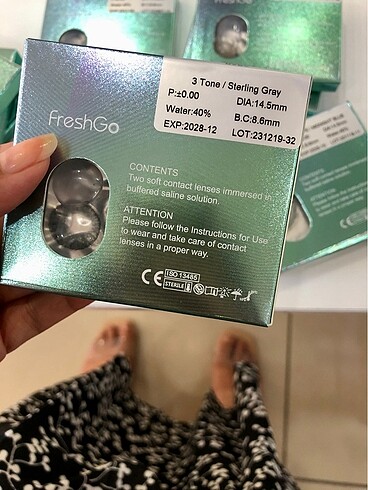 FreshGo
3 Tone / Sterling Gray
P:±0.00
DIA:14.5mm
Water:40%
B.C:8.6mm
EXP:2028-12
LOT:231219-32
FreshGo
CONTENTS
Two soft contact lenses immersed in
buffered saline solution.
ATTENTION
Please follow the Instructions for Use
to wear and take care of contact
lenses in a proper way.
CE
ISO 13485
STERILE